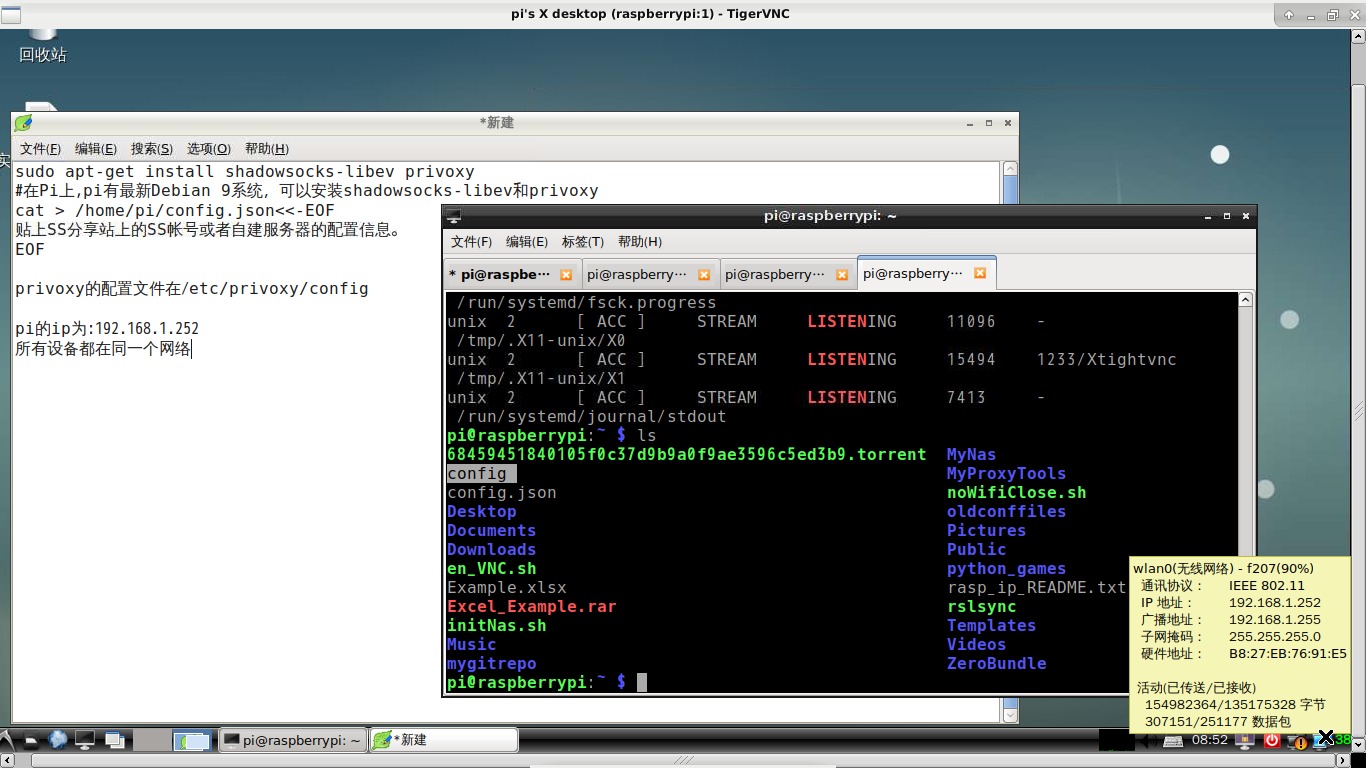 pi's X desktop (raspberrypi:1) - TigerVNC
回收站
*新建
文件(F) 编辑(E) 搜索(S) 选项(O) 帮助(H)
sudo apt-get install shadowsocks-libev privoxy
#在Pi上,pi有最新Debian 9系统, 可以安装shadowsocks-libev和privoxy
cat > /home/pi/config.json<<-EOF
贴上SS分享站上的SS帐号或者自建服务器的配置信息。
EOF
privoxy的配置文件在/etc/privoxy/config
pi的ip为:192.168.1.252
所有设备都在同一个网络
pi@raspberrypi: ~
文件(F) 编辑(E) 标签(T) 帮助(H)
* pi@raspbe··· pi@raspberry··· pi@raspberry··· pi@raspberry···
/run/systemd/fsck.progress
unix 2 [ ACC ] STREAM LISTENING 11096 -
/tmp/.X11-unix/X0
unix 2 [ ACC ] STREAM LISTENING 15494 1233/Xtightvnc
/tmp/.X11-unix/X1
unix 2 [ ACC ] STREAM LISTENING 7413 -
/run/systemd/journal/stdout
pi@raspberrypi:~ $ ls
68459451840105f0c37d9b9a0f9ae3596c5ed3b9.torrent MyNas
config MyProxyTools
config.json noWifiClose.sh
Desktop oldconffiles
Documents Pictures
Downloads Public
en_VNC.sh python_games
Example.xlsx rasp_ip_README.txt
Excel_Example.rar rslsync
initNas.sh Templates
Music Videos
mygitrepo ZeroBundle
pi@raspberrypi:~ $
wlan0(无线网络) - f207(90%)
通讯协议： IEEE 802.11
IP 地址： 192.168.1.252
广播地址： 192.168.1.255
子网掩码： 255.255.255.0
硬件地址： B8:27:EB:76:91:E5
活动(已传送/已接收)
154982364/135175328 字节
307151/251177 数据包
pi@raspberrypi: ~ *新建 08:52